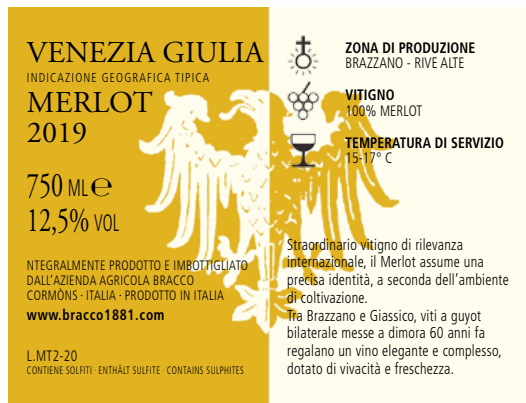 VENEZIA GIULIA
INDICAZIONE GEOGRAFICA TIPICA
MERLOT
2019
750 ML ℮
12,5% VOL
NTEGRALMENTE PRODOTTO E IMBOTTIGLIATO
DALL'AZIENDA AGRICOLA BRACCO
CORMÒNS · ITALIA · PRODOTTO IN ITALIA
www.bracco1881.com
L.MT2-20
CONTIENE SOLFITI · ENTHÄLT SULFITE · CONTAINS SULPHITES
ZONA DI PRODUZIONE
BRAZZANO - RIVE ALTE
VITIGNO
100% MERLOT
TEMPERATURA DI SERVIZIO
15-17° C
Straordinario vitigno di rilevanza
internazionale, il Merlot assume una
precisa identità, a seconda dell'ambiente
di coltivazione.
Tra Brazzano e Giassico, viti a guyot
bilaterale messe a dimora 60 anni fa
regalano un vino elegante e complesso,
dotato di vivacità e freschezza.